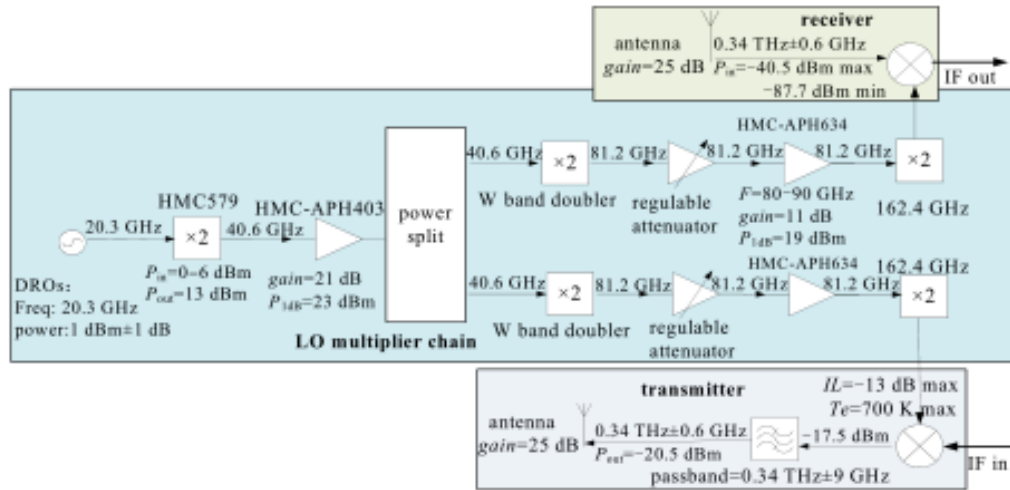 receiver
antenna
gain=25 dB
0.34 THz±0.6 GHz
Pin=−40.5 dBm max
−87.7 dBm min
IF out
HMC-APH634
40.6 GHz
×2
81.2 GHz
81.2 GHz
81.2 GHz
×2
W band doubler
regulable
attenuator
F=80−90 GHz
gain=11 dB
P1dB=19 dBm
162.4 GHz
HMC579
HMC-APH403
20.3 GHz
×2
40.6 GHz
power
split
Pin=0−6 dBm
Pout=13 dBm
gain=21 dB
P1dB=23 dBm
DROs:
Freq: 20.3 GHz
power:1 dBm±1 dB
HMC-APH634
162.4 GHz
40.6 GHz
×2
81.2 GHz
81.2 GHz
81.2 GHz
×2
W band doubler
regulable
attenuator
LO multiplier chain
transmitter
IL=−13 dB max
Te=700 K max
antenna
gain=25 dB
0.34 THz±0.6 GHz
Pout=−20.5 dBm
−17.5 dBm
IF in
passband=0.34 THz±9 GHz